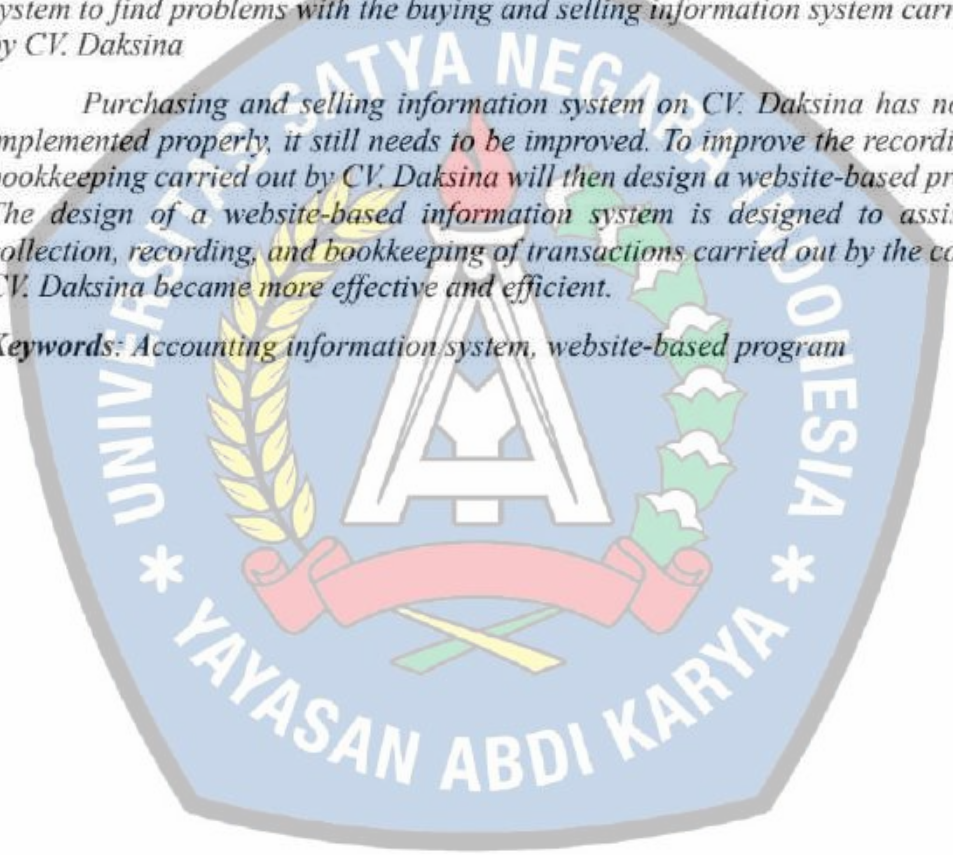 ystem to find problems with the buying and selling information system carr
by CV. Daksina
Purchasing and selling information system on CV. Daksina has no
mplemented properly, it still needs to be improved. To improve the recordi
bookkeeping carried out by CV. Daksina will then design a website-based pr
The design of a website-based information system is designed to assi
ollection, recording, and bookkeeping of transactions carried out by the co
CV. Daksina became more effective and efficient.
Keywords: Accounting information system, website-based program
UNIVERSITAS SATYA NEGARA INDONESIA
* YAYASAN ABDI KARYA *